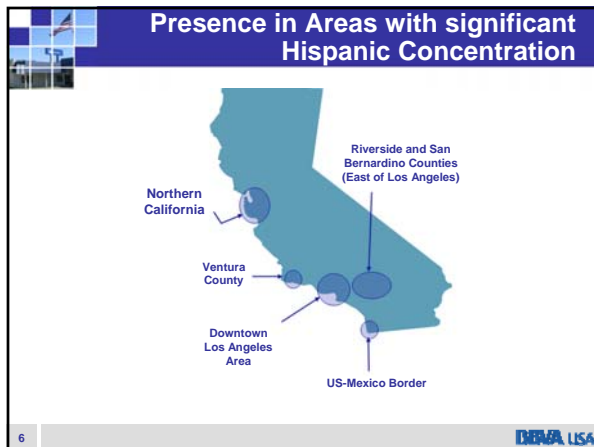 Presence in Areas with significant
Hispanic Concentration
Riverside and San
Bernardino Counties
(East of Los Angeles)
Northern
California
Ventura
County
Downtown
Los Angeles
Area
US-Mexico Border
6
BBVA USA